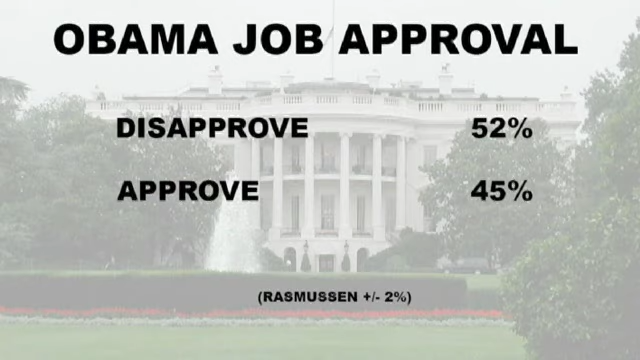 OBAMA JOB APPROVAL
DISAPPROVE 52%
APPROVE 45%
(RASMUSSEN +/- 2%)